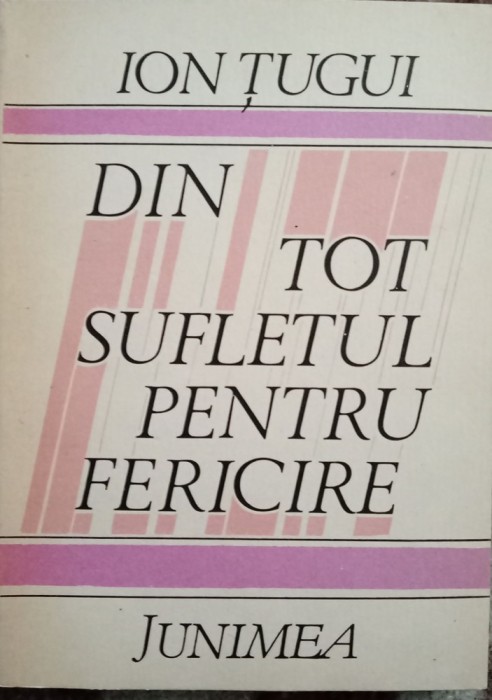 ION ȚUGUI
DIN
TOT
SUFLETUL
PENTRU
FERICIRE
JUNIMEA